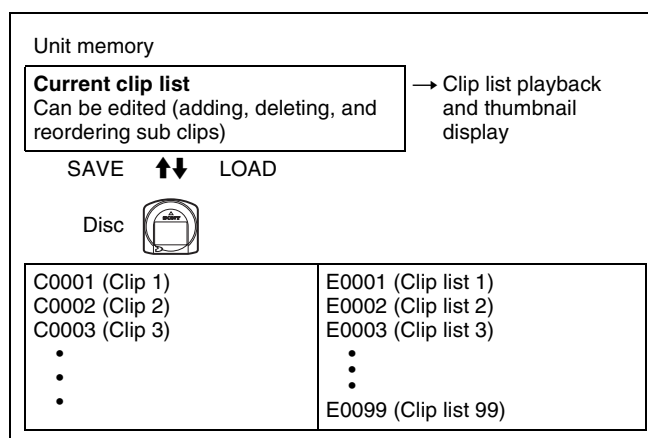 Unit memory
Current clip list
Can be edited (adding, deleting, and
reordering sub clips)
→ Clip list playback
and thumbnail
display
SAVE ⬆⬇ LOAD
Disc
SONY
C0001 (Clip 1)
C0002 (Clip 2)
C0003 (Clip 3)
•
•
•
E0001 (Clip list 1)
E0002 (Clip list 2)
E0003 (Clip list 3)
•
•
•
E0099 (Clip list 99)